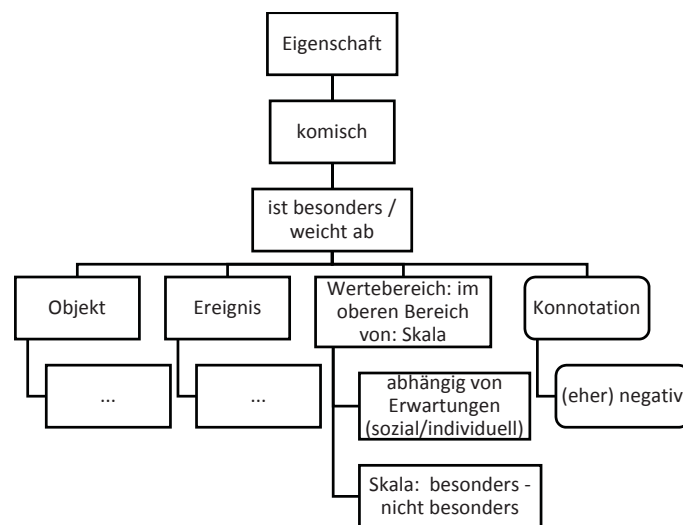 Eigenschaft
komisch
ist besonders /
weicht ab
Objekt
...
Ereignis
...
Wertebereich: im
oberen Bereich
von: Skala
abhängig von
Erwartungen
(sozial/individuell)
Skala: besonders -
nicht besonders
Konnotation
(eher) negativ